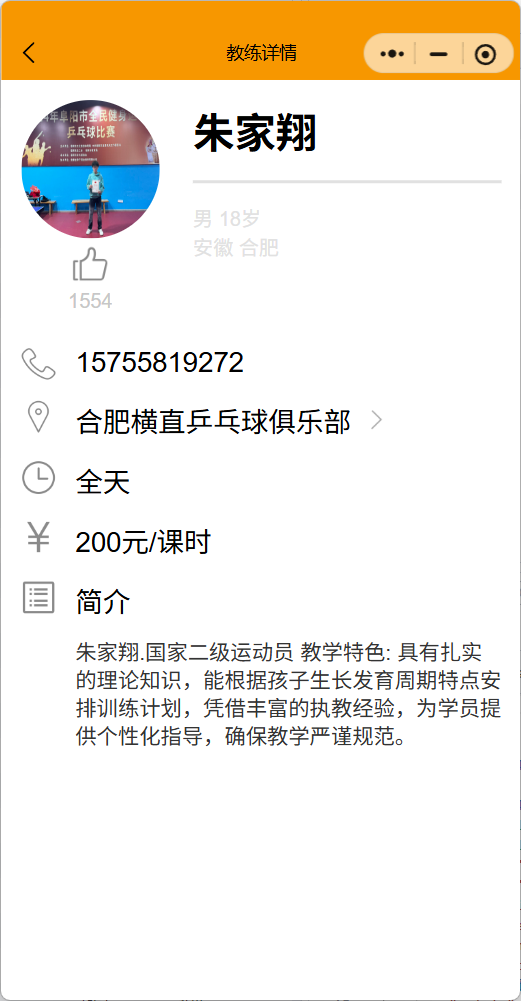 教练详情
年阜阳市全民健身
乒乓球比赛
朱家翔
男 18岁
安徽 合肥
1554
15755819272
合肥横直乒乓球俱乐部
全天
¥ 200元/课时
简介
朱家翔.国家二级运动员 教学特色: 具有扎实
的理论知识，能根据孩子生长发育周期特点安
排训练计划，凭借丰富的执教经验，为学员提
供个性化指导，确保教学严谨规范。